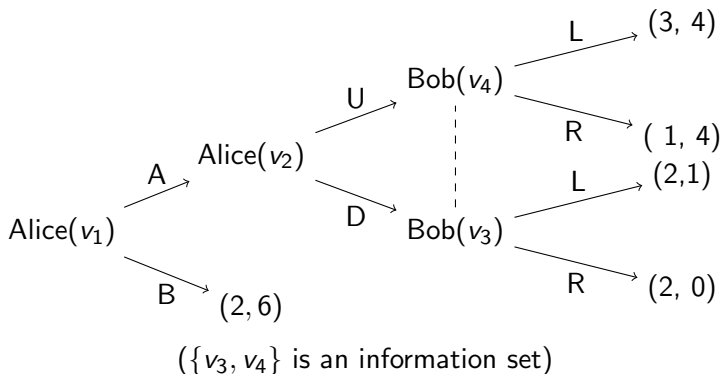 L
(3, 4)
Bob(v₄)
U
R
( 1, 4)
Alice(v₂)
A
L
(2,1)
D
Alice(v₁)
Bob(v₃)
B
R
(2, 0)
(2, 6)
({v₃, v₄} is an information set)